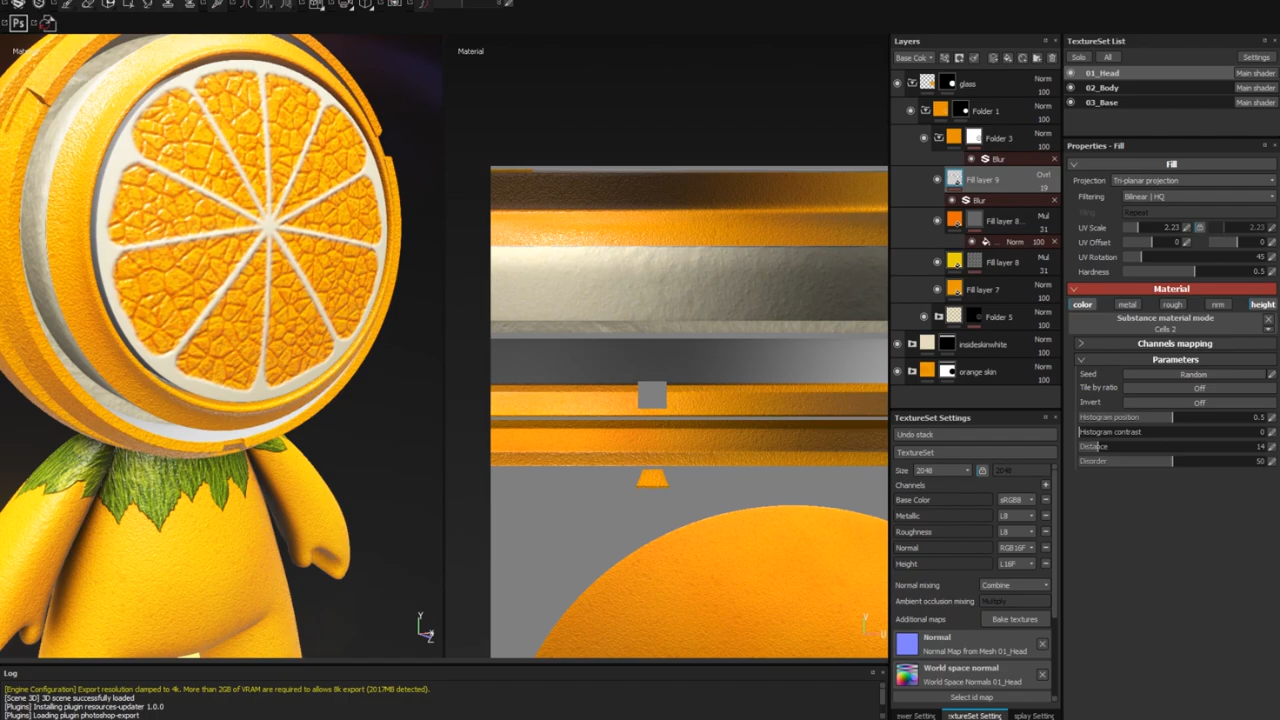 Ps
Mat
Material
Layers
Base Colc
glass
Norm
100
Folder 1
Norm
100
Folder 3
Norm
100
Blur
Fill layer 9
Ovrl
19
Blur
Fill layer 8...
Mul
31
... Norm 100
Fill layer 8
Mul
31
Fill layer 7
Norm
100
Folder 5
Norm
100
insideskinwhite
Norm
100
orange skin
Norm
100
TextureSet Settings
Undo stack
TextureSet
Size 2048 2048
Channels
Base Color sRGB8
Metallic L8
Roughness L8
Normal RGB16F
Height L16F
Normal mixing Combine
Ambient occlusion mixing Multiply
Additional maps Bake textures
Normal
Normal Map from Mesh 01_Head
World space normal
World Space Normals 01_Head
Select id map
ewer Setting extureSet Setting splay Setting
TextureSet List
Solo All Settings
01_Head Main shader
02_Body Main shader
03_Base Main shader
Properties - Fill
Fill
Projection Tri-planar projection
Filtering Bilinear | HQ
Repeat
UV Scale 2.23 2.23
UV Offset 0 0
UV Rotation 45
Hardness 0.5
Material
color metal rough nrm height
Substance material mode
Cells 2
Channels mapping
Parameters
Seed Random
Tile by ratio Off
Invert Off
Histogram position 0.5
Histogram contrast 0
Distance 14
Disorder 50
Y
Z
U
Log
[Engine Configuration] Export resolution clamped to 4k. More than 2GB of VRAM are required to allows 8k export (2017MB detected).
[Scene 3D] 3D scene successfully loaded
[Plugins] Installing plugin resources-updater 1.0.0
[Plugins] Loading plugin photoshop-export